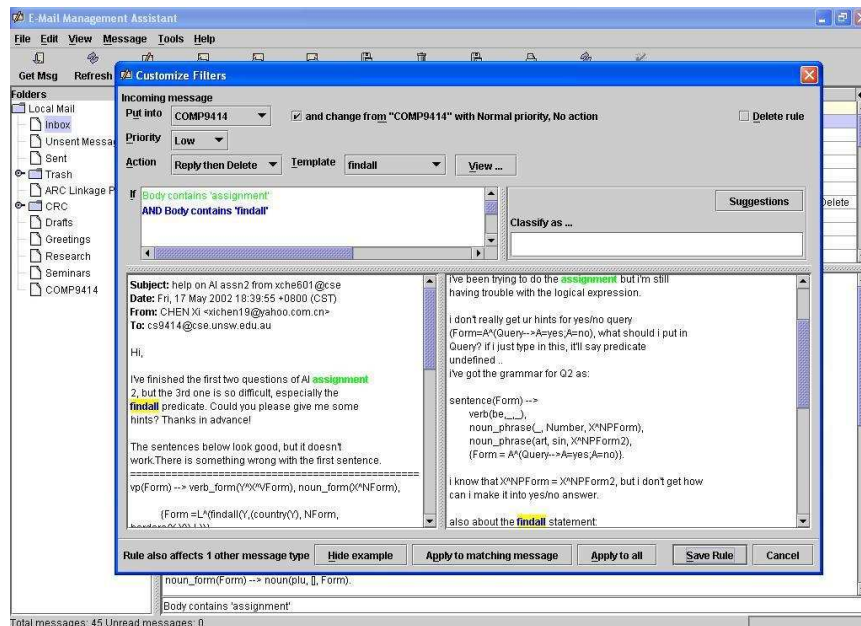 E-Mail Management Assistant
File Edit View Message Tools Help
Get Msg Refresh
Folders
Local Mail
Inbox
Unsent Messa
Sent
Trash
ARC Linkage P
CRC
Drafts
Greetings
Research
Seminars
COMP9414
Customize Filters
Incoming message
Put into COMP9414 and change from "COMP9414" with Normal priority, No action Delete rule
Priority Low
Action Reply then Delete Template findall View ...
If Body contains 'assignment'
AND Body contains 'findall'
Suggestions
Classify as ...
Delete
Subject: help on AI assn2 from xche601@cse
Date: Fri, 17 May 2002 18:39:55 +0800 (CST)
From: CHEN Xi <xichen19@yahoo.com.cn>
To: cs9414@cse.unsw.edu.au
Hi,
I've finished the first two questions of AI assignment
2, but the 3rd one is so difficult, especially the
findall predicate. Could you please give me some
hints? Thanks in advance!
The sentences below look good, but it doesn't
work.There is something wrong with the first sentence.
==================================================
vp(Form) --> verb_form(Y^X^VForm), noun_form(X^NForm),
{Form =L^(findall(Y,(country(Y), NForm,
i've been trying to do the assignment but i'm still
having trouble with the logical expression.
i don't really get ur hints for yes/no query
(Form=A^(Query-->A=yes;A=no), what should i put in
Query? if i just type in this, it'll say predicate
undefined ..
i've got the grammar for Q2 as:
sentence(Form) -->
verb(be,_,_),
noun_phrase(_, Number, X^NPForm),
noun_phrase(art, sin, X^NPForm2),
{Form = A^(Query-->A=yes;A=no)}.
i know that X^NPForm = X^NPForm2, but i don't get how
can i make it into yes/no answer.
also about the findall statement:
Rule also affects 1 other message type Hide example Apply to matching message Apply to all Save Rule Cancel
noun_form(Form) --> noun(plu, [], Form).
Body contains 'assignment'
Total messages: 45 Unread messages: 0